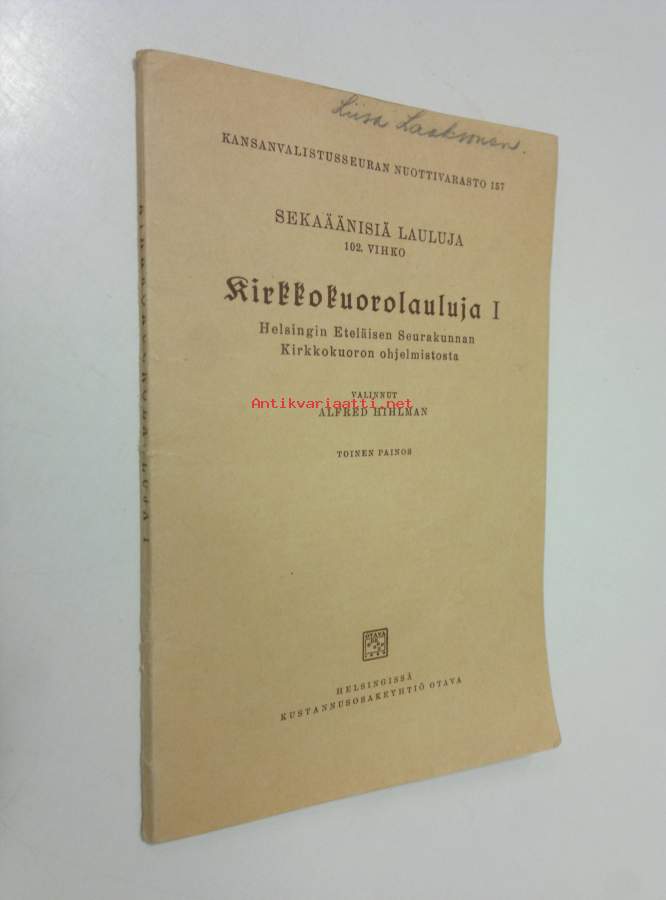 Liisa Laaksonen.
KANSANVALISTUSSEURAN NUOTTIVARASTO 157
SEKAÄÄNISIÄ LAULUJA
102. VIHKO
Kirkkokuorolauluja I
Helsingin Eteläisen Seurakunnan
Kirkkokuoron ohjelmistosta
VALINNUT
Antikvariaatti.net
ALFRED HIHLMAN
TOINEN PAINOS
OTAVA
HELSINGISSÄ
KUSTANNUSOSAKEYHTIÖ OTAVA